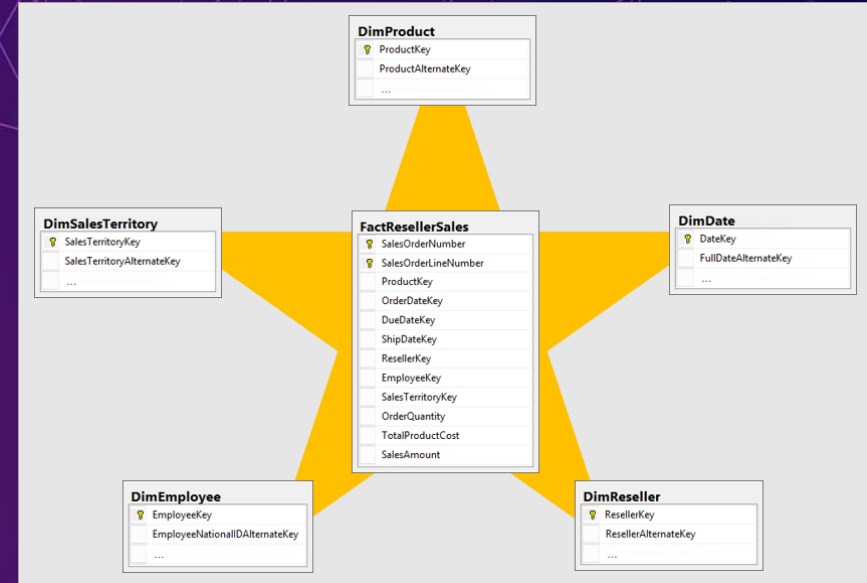 DimProduct
ProductKey
ProductAlternateKey
...
DimSalesTerritory
SalesTerritoryKey
SalesTerritoryAlternateKey
...
FactResellerSales
SalesOrderNumber
SalesOrderLineNumber
ProductKey
OrderDateKey
DueDateKey
ShipDateKey
ResellerKey
EmployeeKey
SalesTerritoryKey
OrderQuantity
TotalProductCost
SalesAmount
DimDate
DateKey
FullDateAlternateKey
...
DimEmployee
EmployeeKey
EmployeeNationalIDAlternateKey
...
DimReseller
ResellerKey
ResellerAlternateKey
...